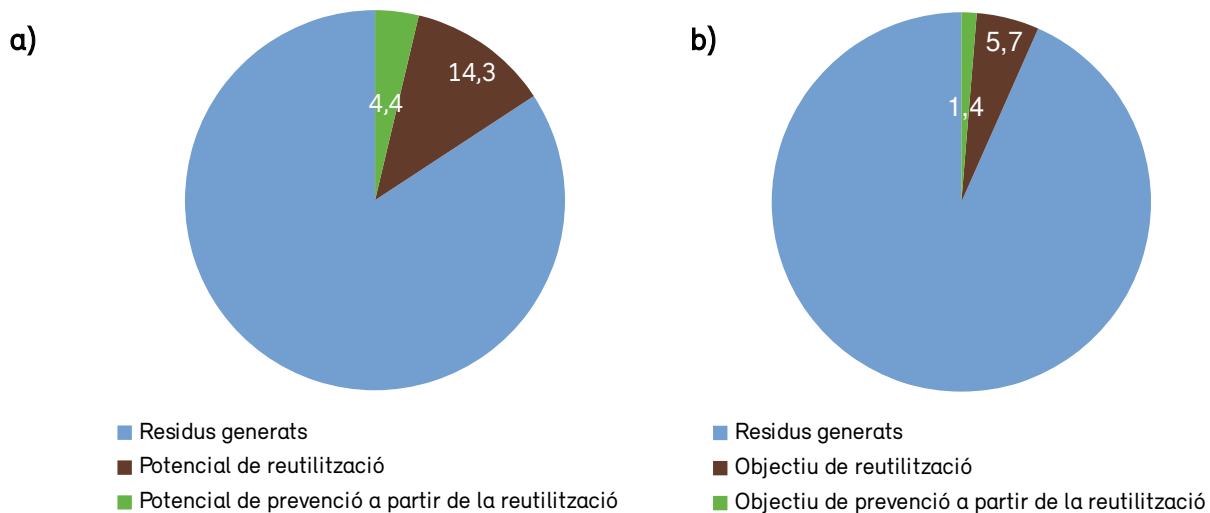 a)
4,4
14,3
Residus generats
Potencial de reutilització
Potencial de prevenció a partir de la reutilització
b)
1,4
5,7
Residus generats
Objectiu de reutilització
Objectiu de prevenció a partir de la reutilització